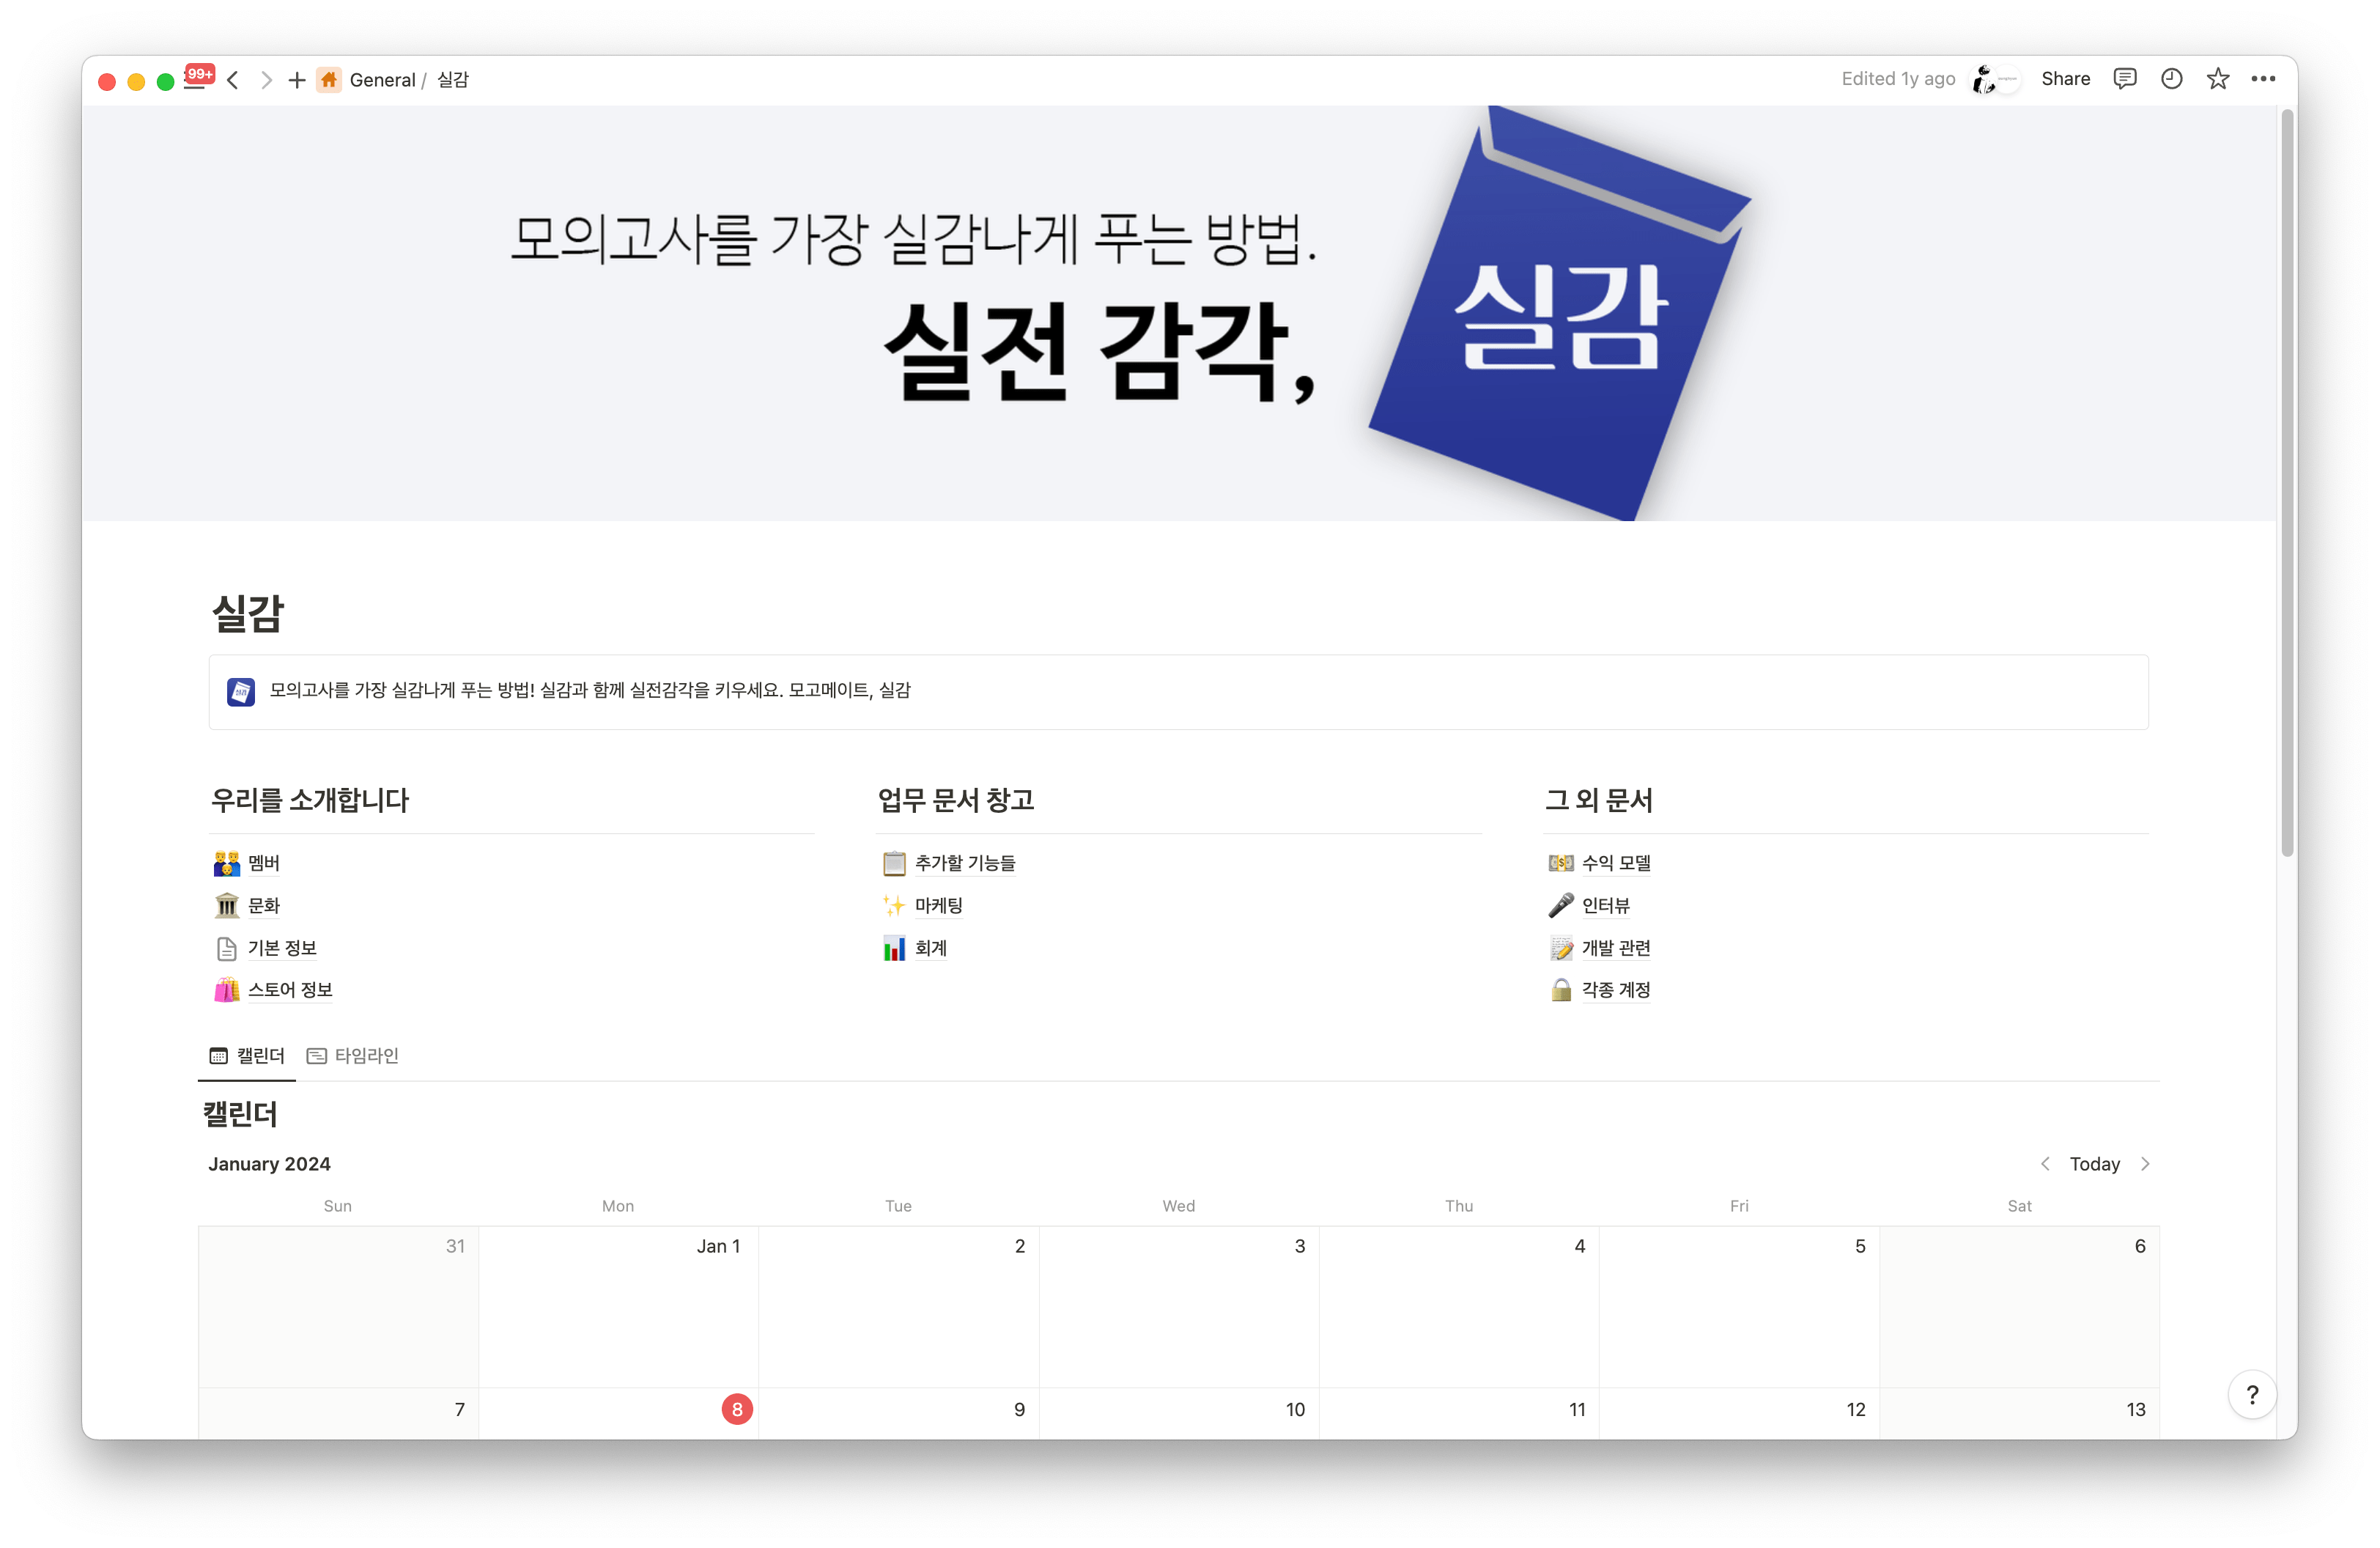 99+
General / 실감
Edited 1y ago
Share
모의고사를 가장 실감나게 푸는 방법.
실전 감각,
실감
실감
모의고사를 가장 실감나게 푸는 방법! 실감과 함께 실전감각을 키우세요. 모고메이트, 실감
우리를 소개합니다
멤버
문화
기본 정보
스토어 정보
업무 문서 창고
추가할 기능들
마케팅
회계
그 외 문서
수익 모델
인터뷰
개발 관련
각종 계정
캘린더
타임라인
캘린더
January 2024
Today
Sun Mon Tue Wed Thu Fri Sat
31 Jan 1 2 3 4 5 6
7 8 9 10 11 12 13
?